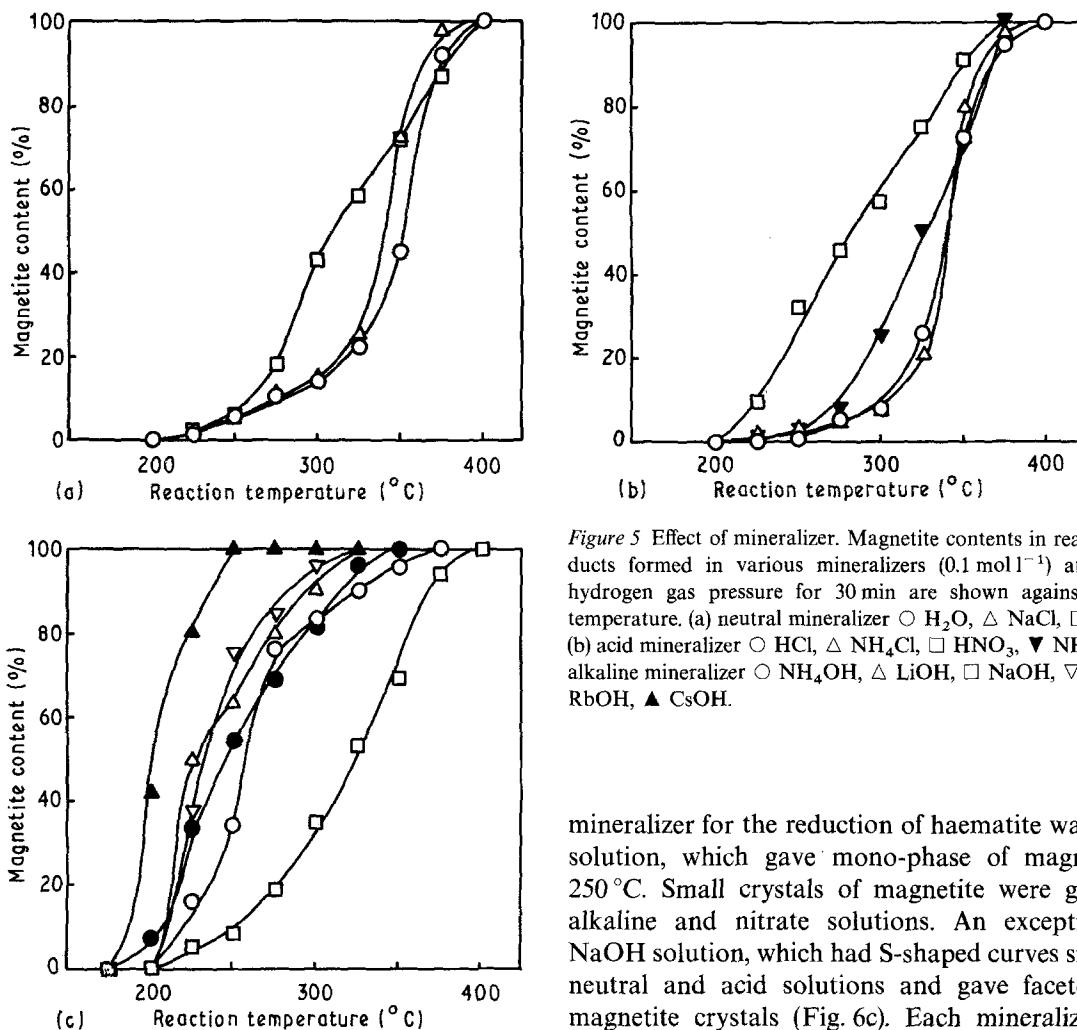 100
80
60
40
20
0
Magnetite content (%)
200 300 400
(a) Reaction temperature (°C)
100
80
60
40
20
0
Magnetite content (%)
200 300 400
(b) Reaction temperature (°C)
100
80
60
40
20
0
Magnetite content (%)
200 300 400
(c) Reaction temperature (°C)
Figure 5 Effect of mineralizer. Magnetite contents in rea
ducts formed in various mineralizers (0.1 mol l⁻¹) a
hydrogen gas pressure for 30 min are shown agains
temperature. (a) neutral mineralizer ○ H₂O, △ NaCl, □
(b) acid mineralizer ○ HCl, △ NH₄Cl, □ HNO₃, ▼ NH
alkaline mineralizer ○ NH₄OH, △ LiOH, □ NaOH, ▽
RbOH, ▲ CsOH.
mineralizer for the reduction of haematite wa
solution, which gave mono-phase of magn
250 °C. Small crystals of magnetite were g
alkaline and nitrate solutions. An excepti
NaOH solution, which had S-shaped curves si
neutral and acid solutions and gave facete
magnetite crystals (Fig. 6c). Each mineraliz